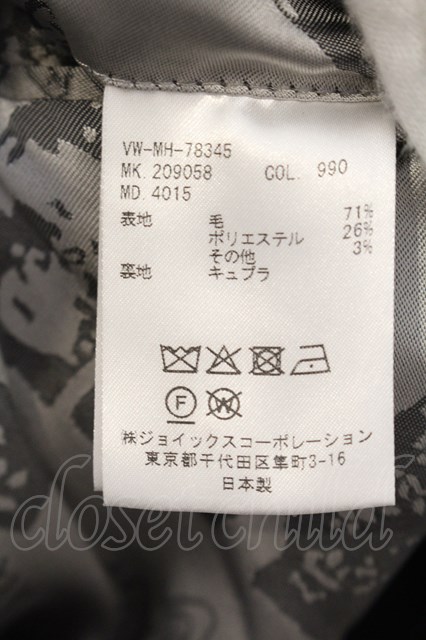 VW-MH-78345
MK. 209058 COL. 990
MD. 4015
表地 毛 71%
ポリエステル 26%
その他 3%
裏地 キュプラ
F W
㈱ジョイックスコーポレーション
東京都千代田区隼町3-16
日本製
closet child